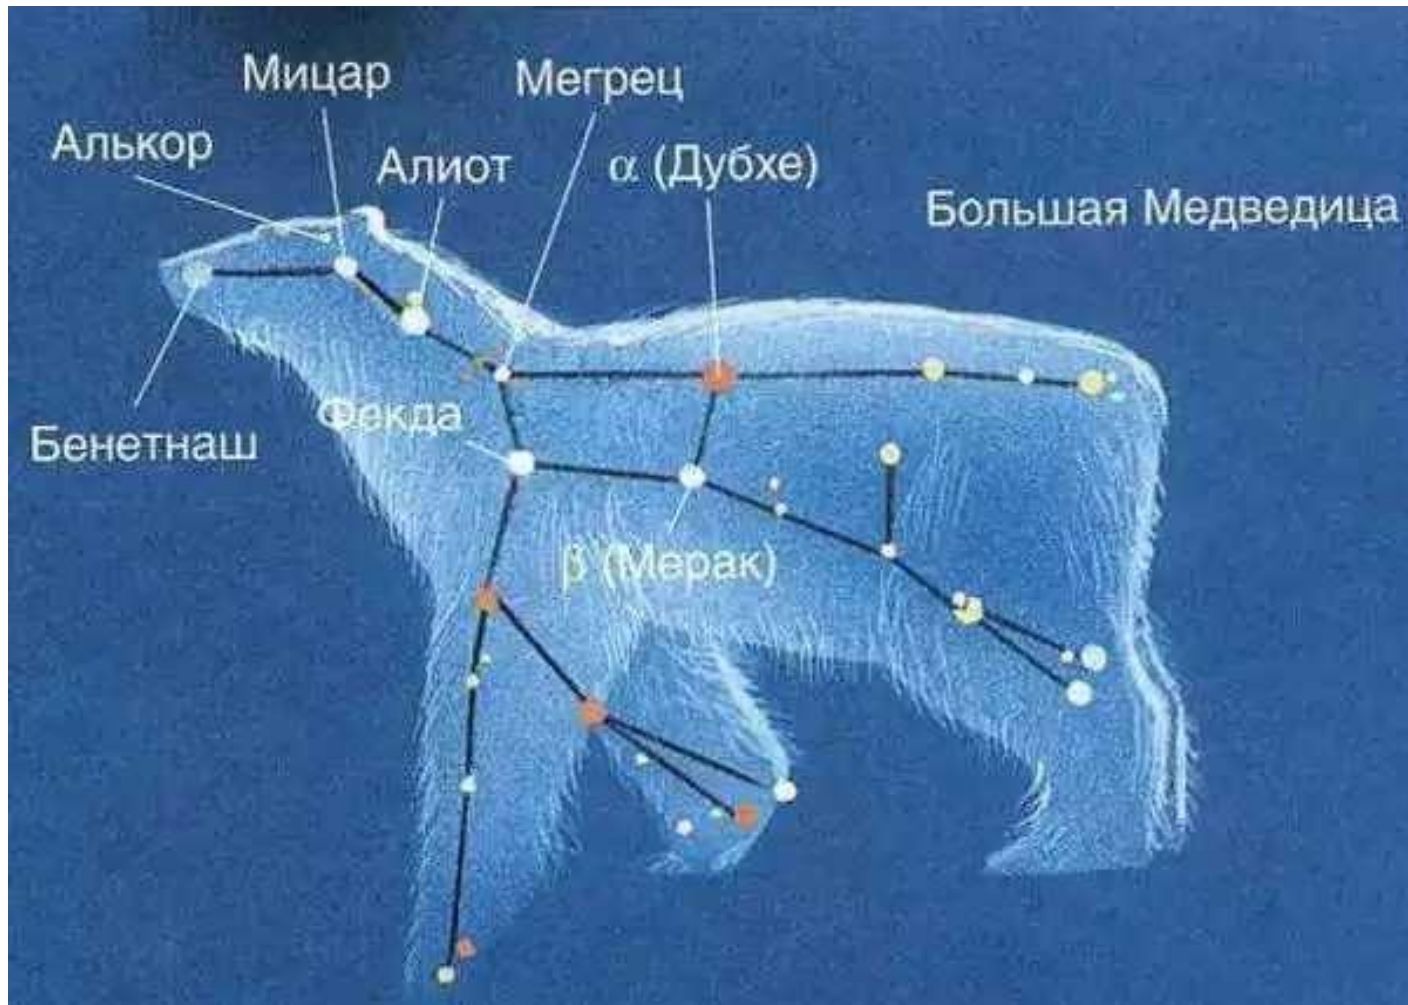 Мицар
Мегрец
Алькор
Алиот
α (Дубхе)
Большая Медведица
Фекда
Бенетнаш
β (Мерак)